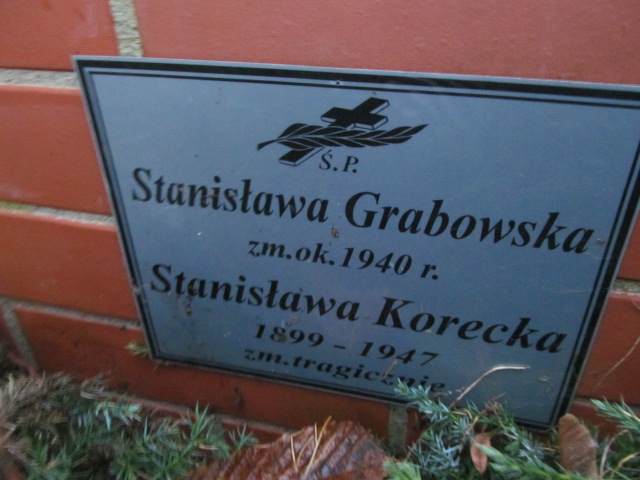 Ś.P.
Stanisława Grabowska
zm.ok.1940 r.
Stanisława Korecka
1899 - 1947
zm.tragicznie